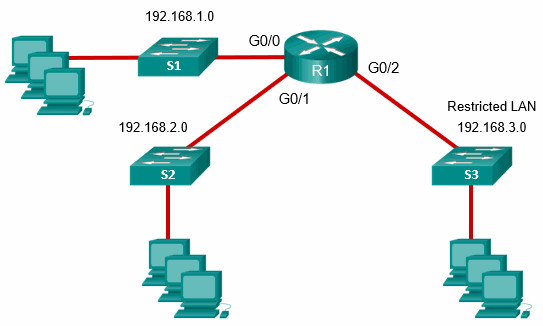 192.168.1.0
G0/0
S1
R1
G0/2
G0/1
Restricted LAN
192.168.2.0
192.168.3.0
S2
S3